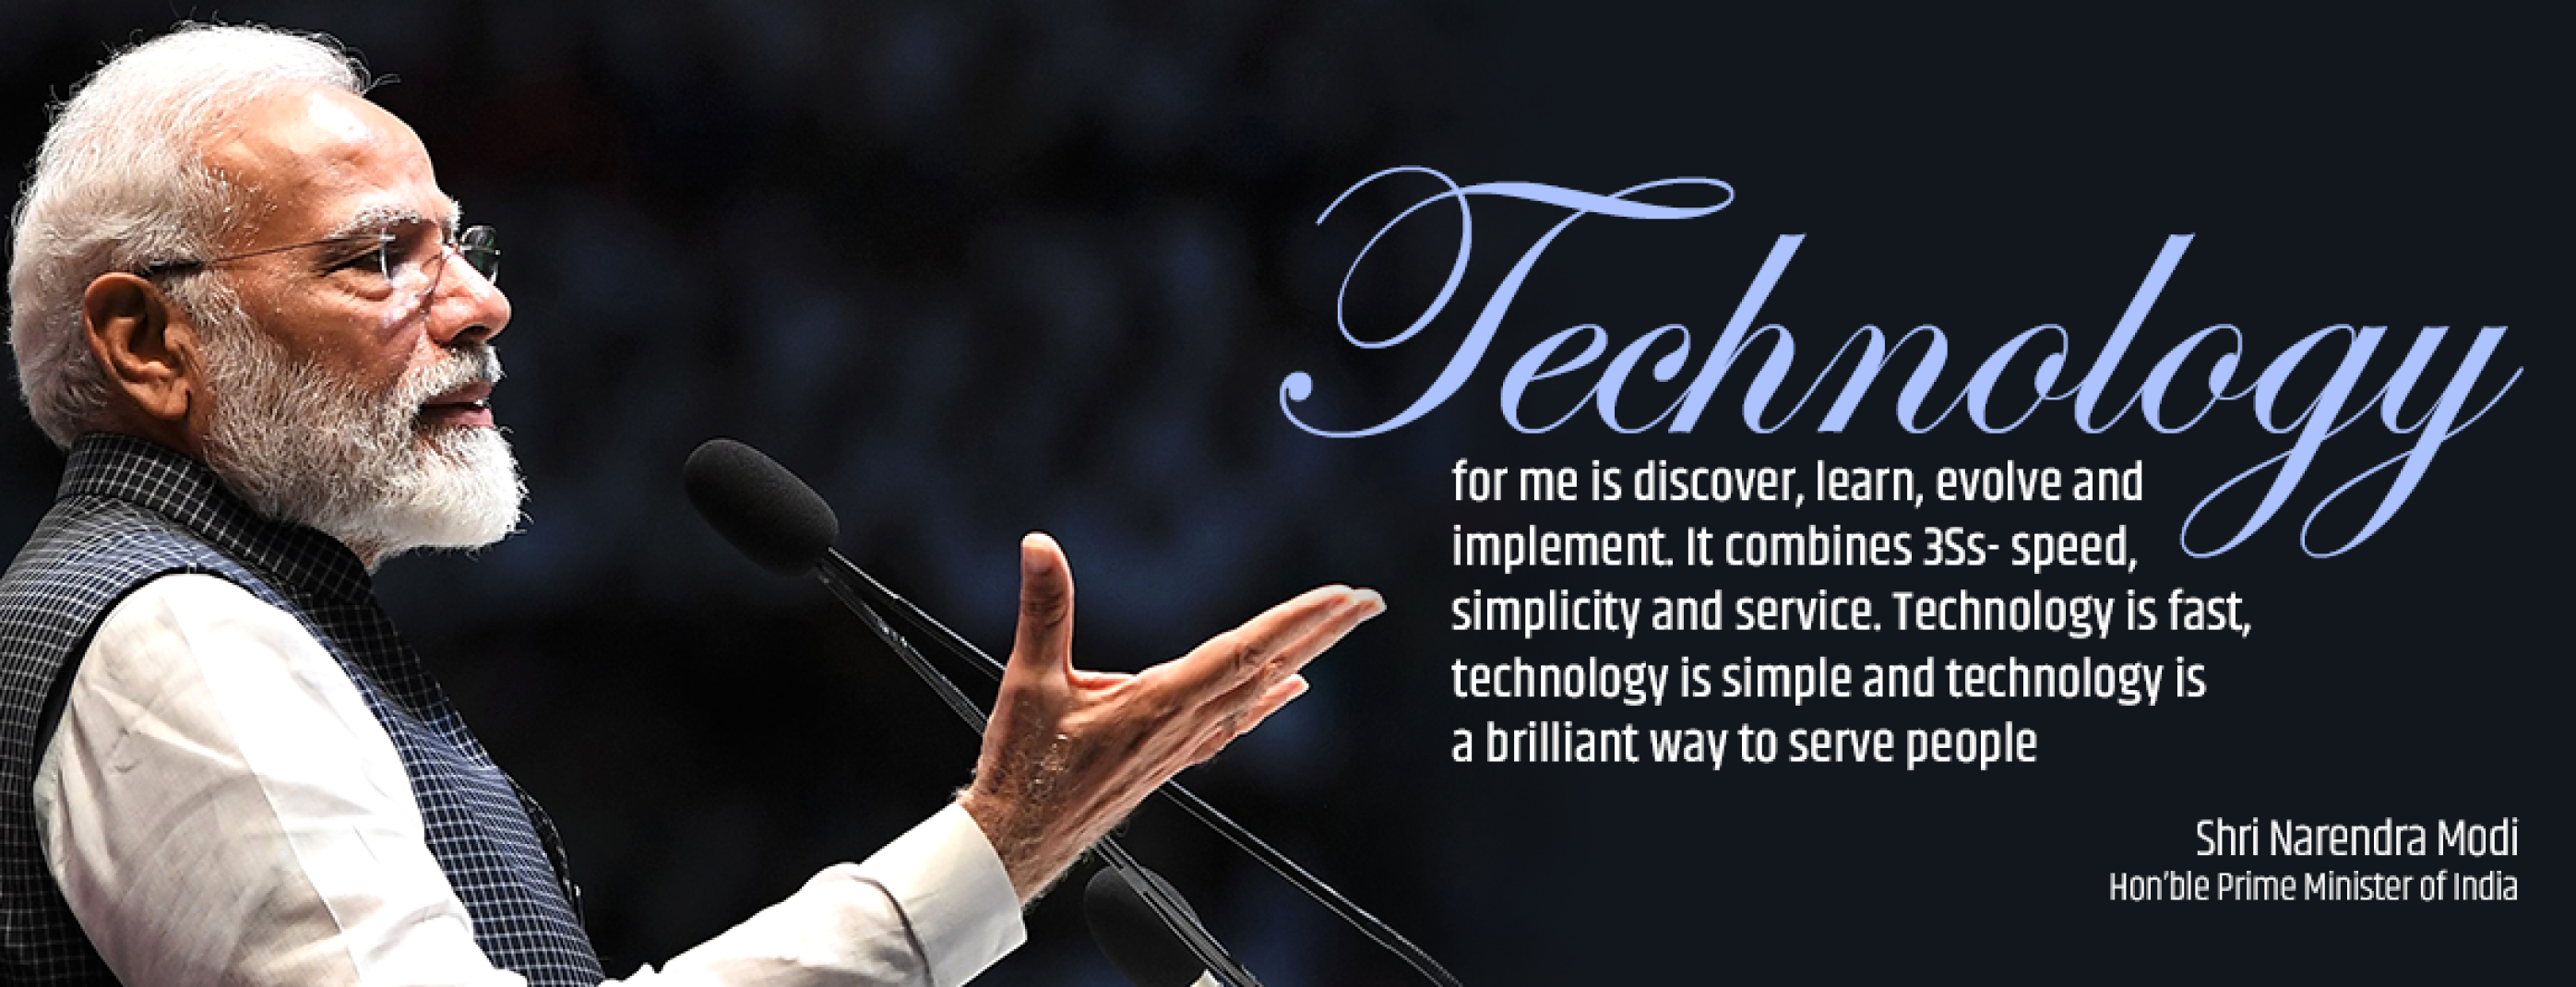 Technology
for me is discover, learn, evolve and
implement. It combines 3Ss- speed,
simplicity and service. Technology is fast,
technology is simple and technology is
a brilliant way to serve people
Shri Narendra Modi
Hon'ble Prime Minister of India